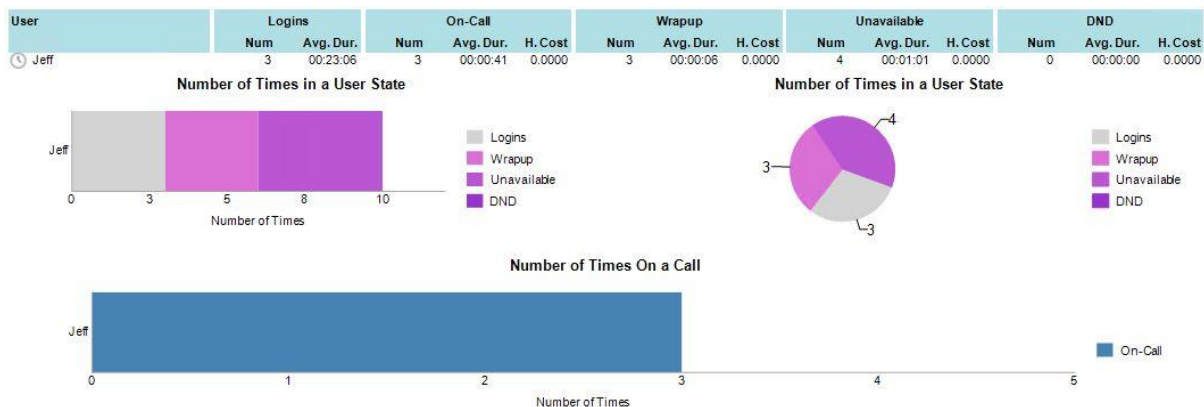 User Logins On-Call Wrapup Unavailable DND
Num Avg. Dur. Num Avg. Dur. H. Cost Num Avg. Dur. H. Cost Num Avg. Dur. H. Cost Num Avg. Dur. H. Cost
Jeff 3 00:23:06 3 00:00:41 0.0000 3 00:00:06 0.0000 4 00:01:01 0.0000 0 00:00:00 0.0000
Number of Times in a User State
Jeff
Logins
Wrapup
Unavailable
DND
0 3 5 8 10
Number of Times
Number of Times in a User State
4
3
3
Logins
Wrapup
Unavailable
DND
Number of Times On a Call
Jeff
On-Call
0 1 2 3 4 5
Number of Times